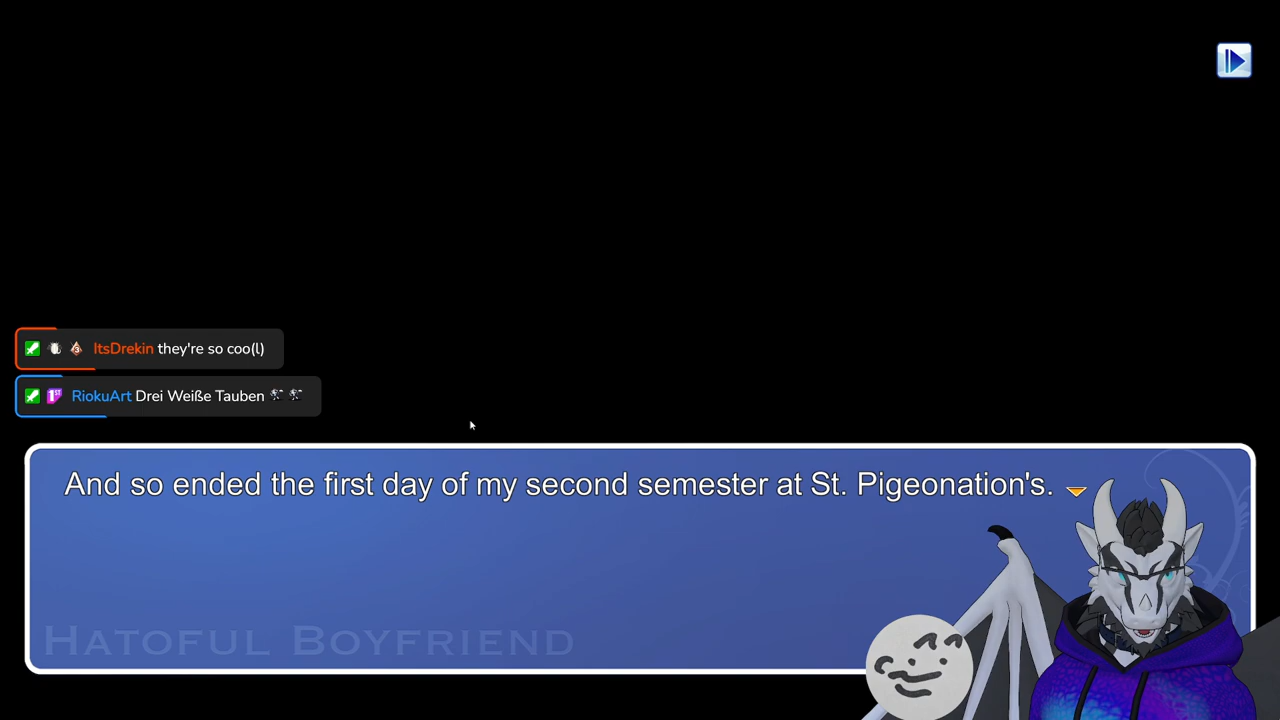 ItsDrekin they're so coo(l)
1ST RiokuArt Drei Weiße Tauben
And so ended the first day of my second semester at St. Pigeonation's.
HATOFUL BOYFRIEND